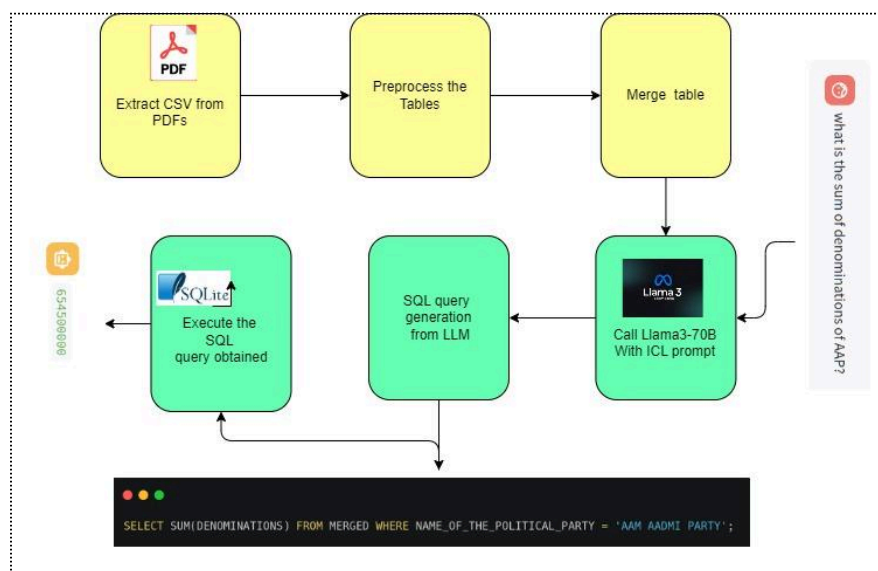 PDF
Extract CSV from
PDFs
Preprocess the
Tables
Merge table
what is the sum of denominations of AAP?
Llama 3
Call Llama3-70B
With ICL prompt
SQL query
generation
from LLM
SQLite
Execute the
SQL
query obtained
654500000
SELECT SUM(DENOMINATIONS) FROM MERGED WHERE NAME_OF_THE_POLITICAL_PARTY = 'AAM AADMI PARTY';